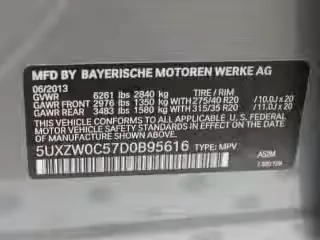 MFD BY BAYERISCHE MOTOREN WERKE AG
06/2013 TIRE / RIM
GVWR 6261 lbs 2840 kg
GAWR FRONT 2976 lbs 1350 kg WITH 275/40 R20 / 10.0J x 20
GAWR REAR 3483 lbs 1580 kg WITH 315/35 R20 / 11.0J x 20
THIS VEHICLE CONFORMS TO ALL APPLICABLE U.S. FEDERAL
MOTOR VEHICLE SAFETY STANDARDS IN EFFECT ON
THE DATE OF MANUFACTURE SHOWN ABOVE.
5UXZW0C57D0B95616 TYPE: MPV